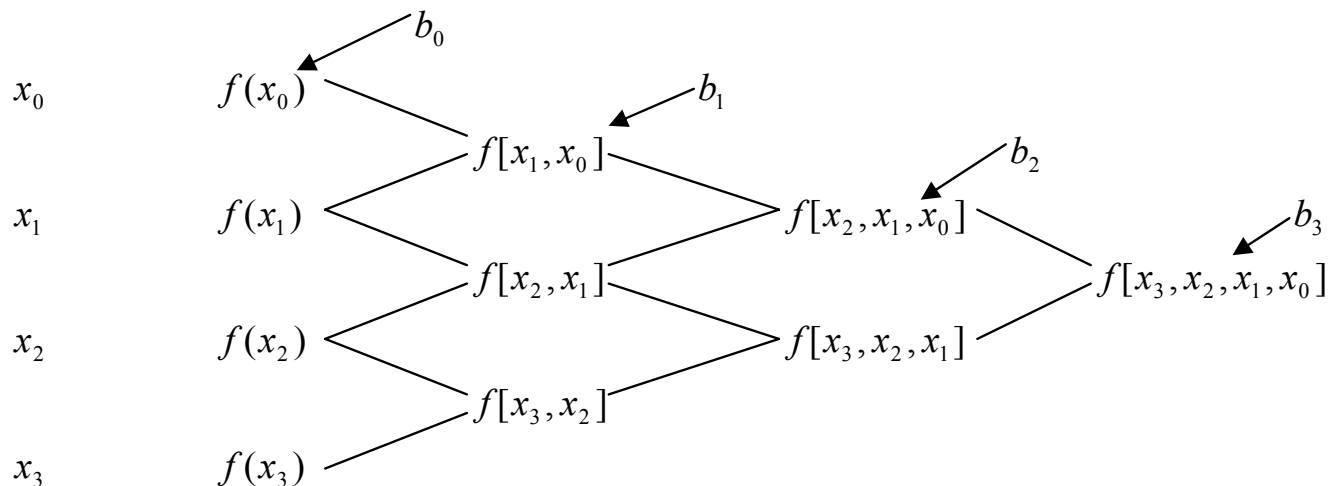 b₀
x₀ f(x₀) b₁
f[x₁, x₀] b₂
x₁ f(x₁) f[x₂, x₁, x₀] b₃
f[x₂, x₁] f[x₃, x₂, x₁, x₀]
x₂ f(x₂) f[x₃, x₂, x₁]
f[x₃, x₂]
x₃ f(x₃)